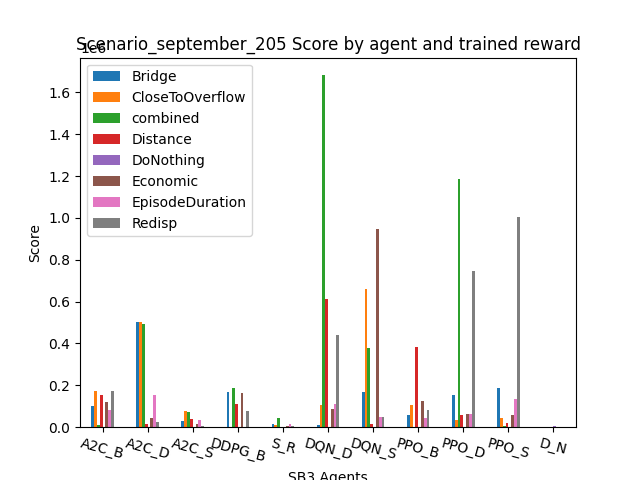 Scenario_september_205 Score by agent and trained reward
1e6
Bridge
CloseToOverflow
combined
Distance
DoNothing
Economic
EpisodeDuration
Redisp
Score
1.6
1.4
1.2
1.0
0.8
0.6
0.4
0.2
0.0
A2C_B A2C_D A2C_S DDPG_B S_R DQN_D DQN_S PPO_B PPO_D PPO_S D_N
SB3 Agents